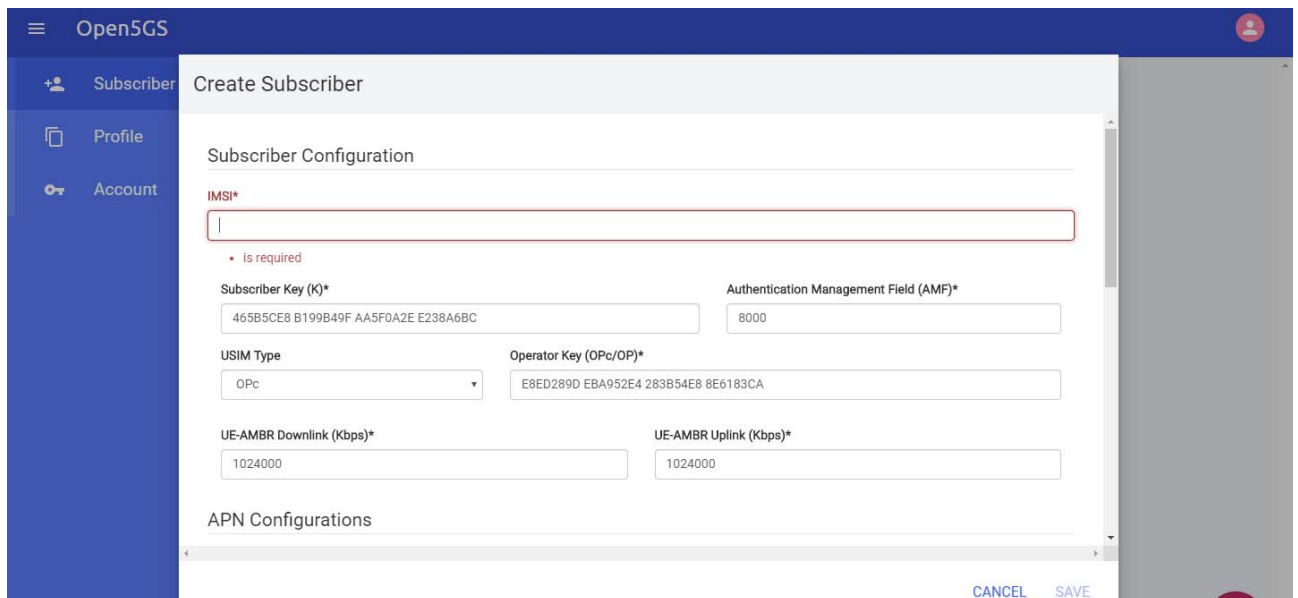 Open5GS
Subscriber
Profile
Account
Create Subscriber
Subscriber Configuration
IMSI*
is required
Subscriber Key (K)*
Authentication Management Field (AMF)*
465B5CE8 B199B49F AA5F0A2E E238A6BC
8000
USIM Type
Operator Key (OPc/OP)*
OPc
E8ED289D EBA952E4 283B54E8 8E6183CA
UE-AMBR Downlink (Kbps)*
UE-AMBR Uplink (Kbps)*
1024000
1024000
APN Configurations
CANCEL
SAVE